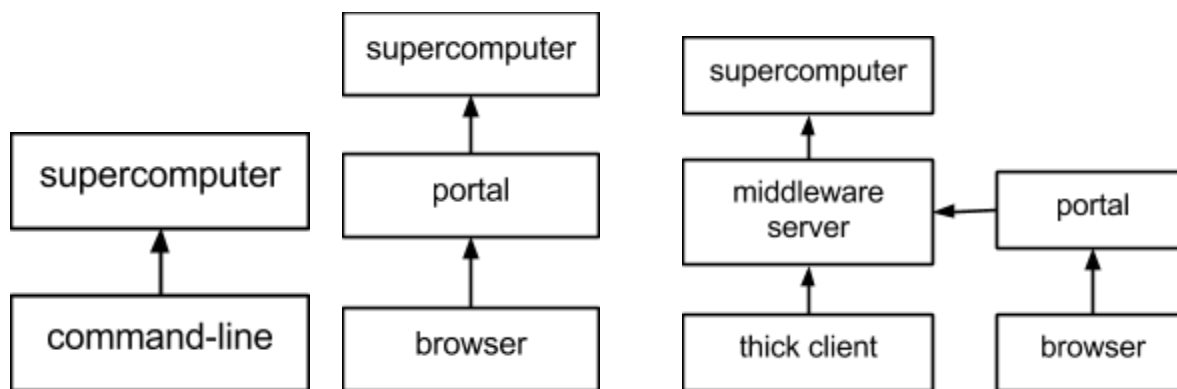 supercomputer
command-line
supercomputer
portal
browser
supercomputer
middleware
server
thick client
portal
browser